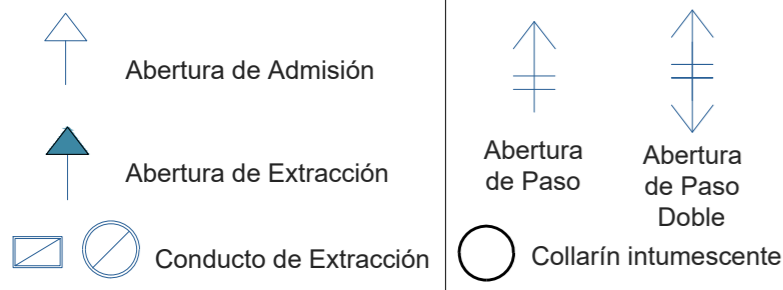 Abertura de Admisión
Abertura de Extracción
Conducto de Extracción
Abertura
de Paso
Abertura
de Paso
Doble
Collarín intumescente